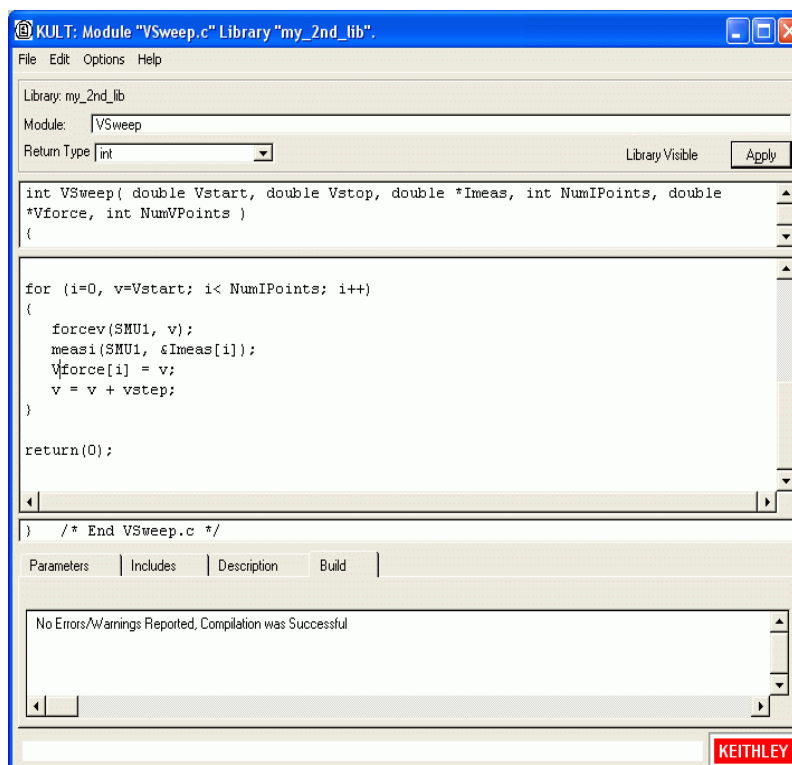 KULT: Module "VSweep.c" Library "my_2nd_lib".
File Edit Options Help
Library: my_2nd_lib
Module: VSweep
Return Type int Library Visible Apply
int VSweep( double Vstart, double Vstop, double *Imeas, int NumIPoints, double
*Vforce, int NumVPoints )
{
for (i=0, v=Vstart; i< NumIPoints; i++)
{
forcev(SMU1, v);
measi(SMU1, &Imeas[i]);
Vforce[i] = v;
v = v + vstep;
}
return(0);
} /* End VSweep.c */
Parameters Includes Description Build
No Errors/Warnings Reported, Compilation was Successful
KEITHLEY